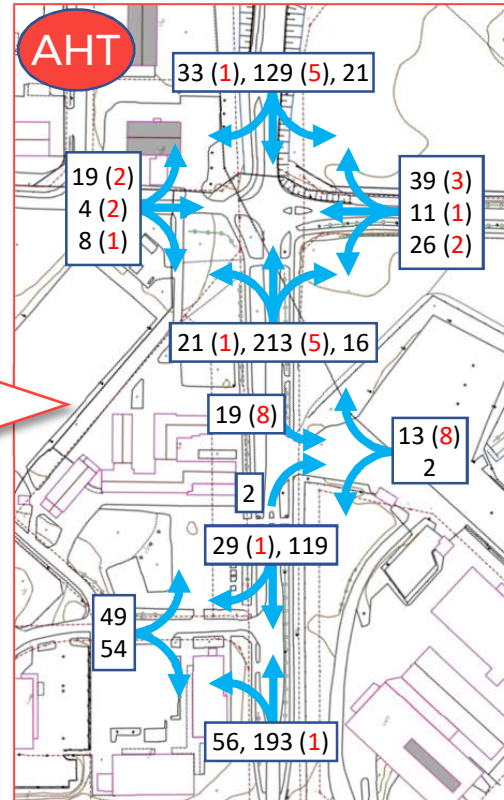 AHT
33 (1), 129 (5), 21
19 (2)
4 (2)
8 (1)
39 (3)
11 (1)
26 (2)
21 (1), 213 (5), 16
19 (8)
13 (8)
2
2
29 (1), 119
49
54
56, 193 (1)